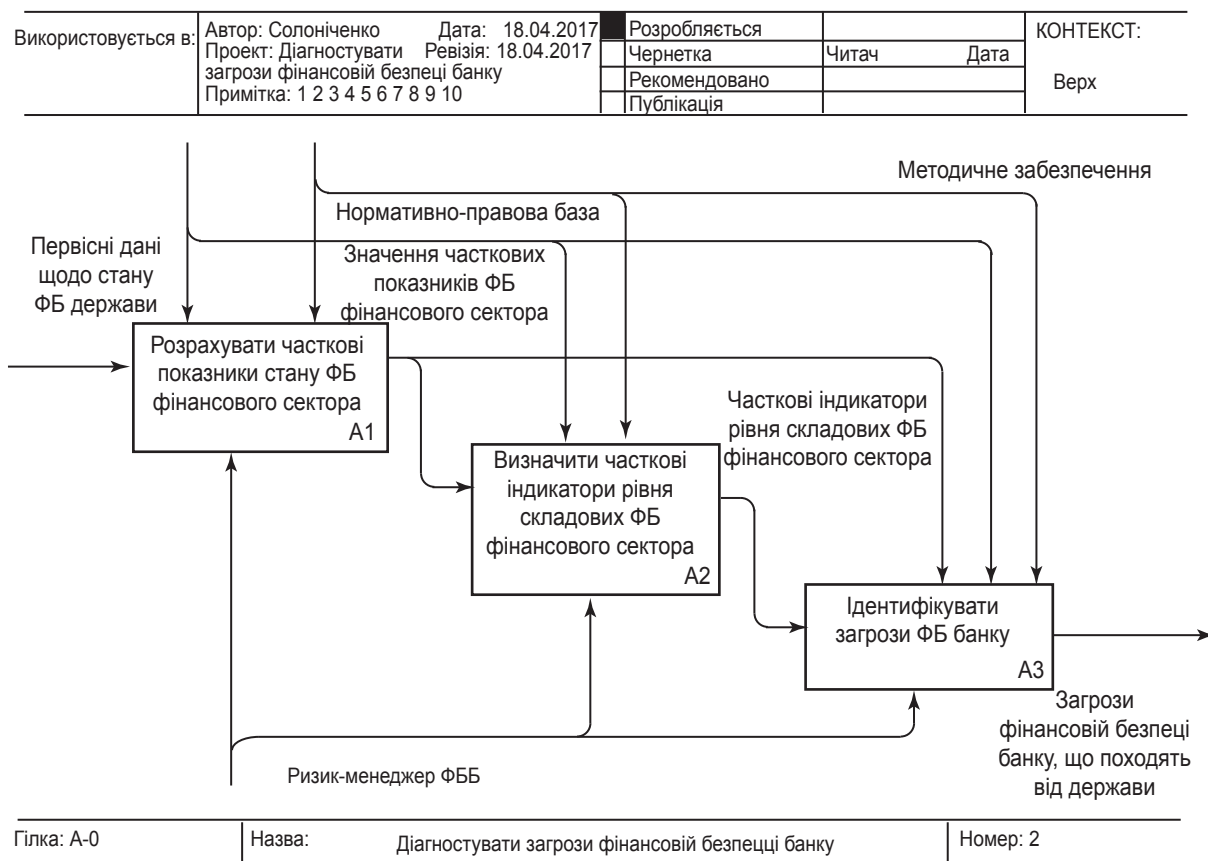 Використовується в:
Автор: Солоніченко Дата: 18.04.2017
Проект: Діагностувати Ревізія: 18.04.2017
загрози фінансовій безпеці банку
Примітка: 1 2 3 4 5 6 7 8 9 10
Розробляється
Чернетка
Рекомендовано
Публікація
Читач Дата
КОНТЕКСТ:
Верх
Методичне забезпечення
Нормативно-правова база
Первісні дані
щодо стану
ФБ держави
Значення часткових
показників ФБ
фінансового сектора
Розрахувати часткові
показники стану ФБ
фінансового сектора
А1
Часткові індикатори
рівня складових ФБ
фінансового сектора
Визначити часткові
індикатори рівня
складових ФБ
фінансового сектора
А2
Ідентифікувати
загрози ФБ банку
А3
Загрози
фінансовій безпеці
банку, що походять
від держави
Ризик-менеджер ФББ
Гілка: А-0
Назва: Діагностувати загрози фінансовій безпецці банку
Номер: 2